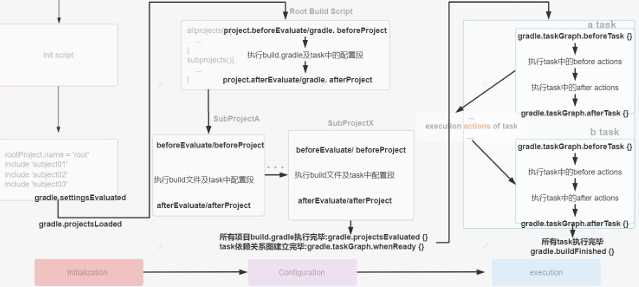 Root Build Script
allprojects(project.beforeEvaluate/gradle. beforeProject
...
}
subprojects(){
...
{
执行build.gradle及task中的配置段
project.afterEvaluate/gradle. afterProject
init script
rootProject.name = 'root'
include 'subject01'
include 'subject02'
include 'subject03'
gradle.settingsEvaluated
gradle.projectsLoaded
SubProjectA
beforeEvaluate/beforeProject
执行build文件及task中配置段
afterEvaluate/afterProject
...
SubProjectX
beforeEvaluate/ beforeProject
执行build文件及task中配置段
afterEvaluate/afterProject
所有项目build.gradle执行完毕:gradle.projectsEvaluated {}
task依赖关系图建立完毕:gradle.taskGraph.whenReady {}
a task
gradle.taskGraph.beforeTask {}
执行task中的before actions
执行task中的after actions
gradle.taskGraph.afterTask {}
...
execution actions of task
...
b task
gradle.taskGraph.beforeTask {}
执行task中的before actions
执行task中的after actions
gradle.taskGraph.afterTask {}
所有task执行完毕
gradle.buildFinished {}
Initialization
Configuration
execution